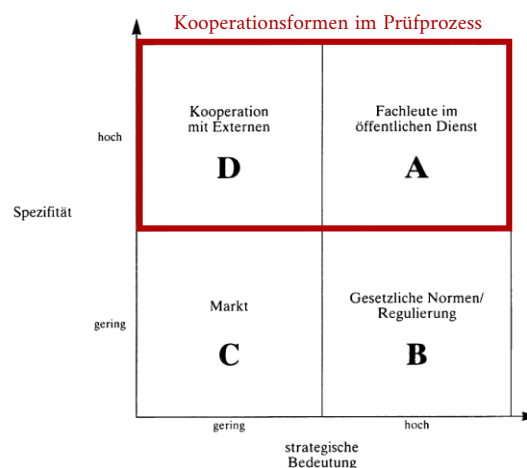 Kooperationsformen im Prüfprozess
Kooperation
mit Externen
D
Fachleute im
öffentlichen Dienst
A
hoch
Spezifität
Markt
C
Gesetzliche Normen/
Regulierung
B
gering
gering
hoch
strategische
Bedeutung